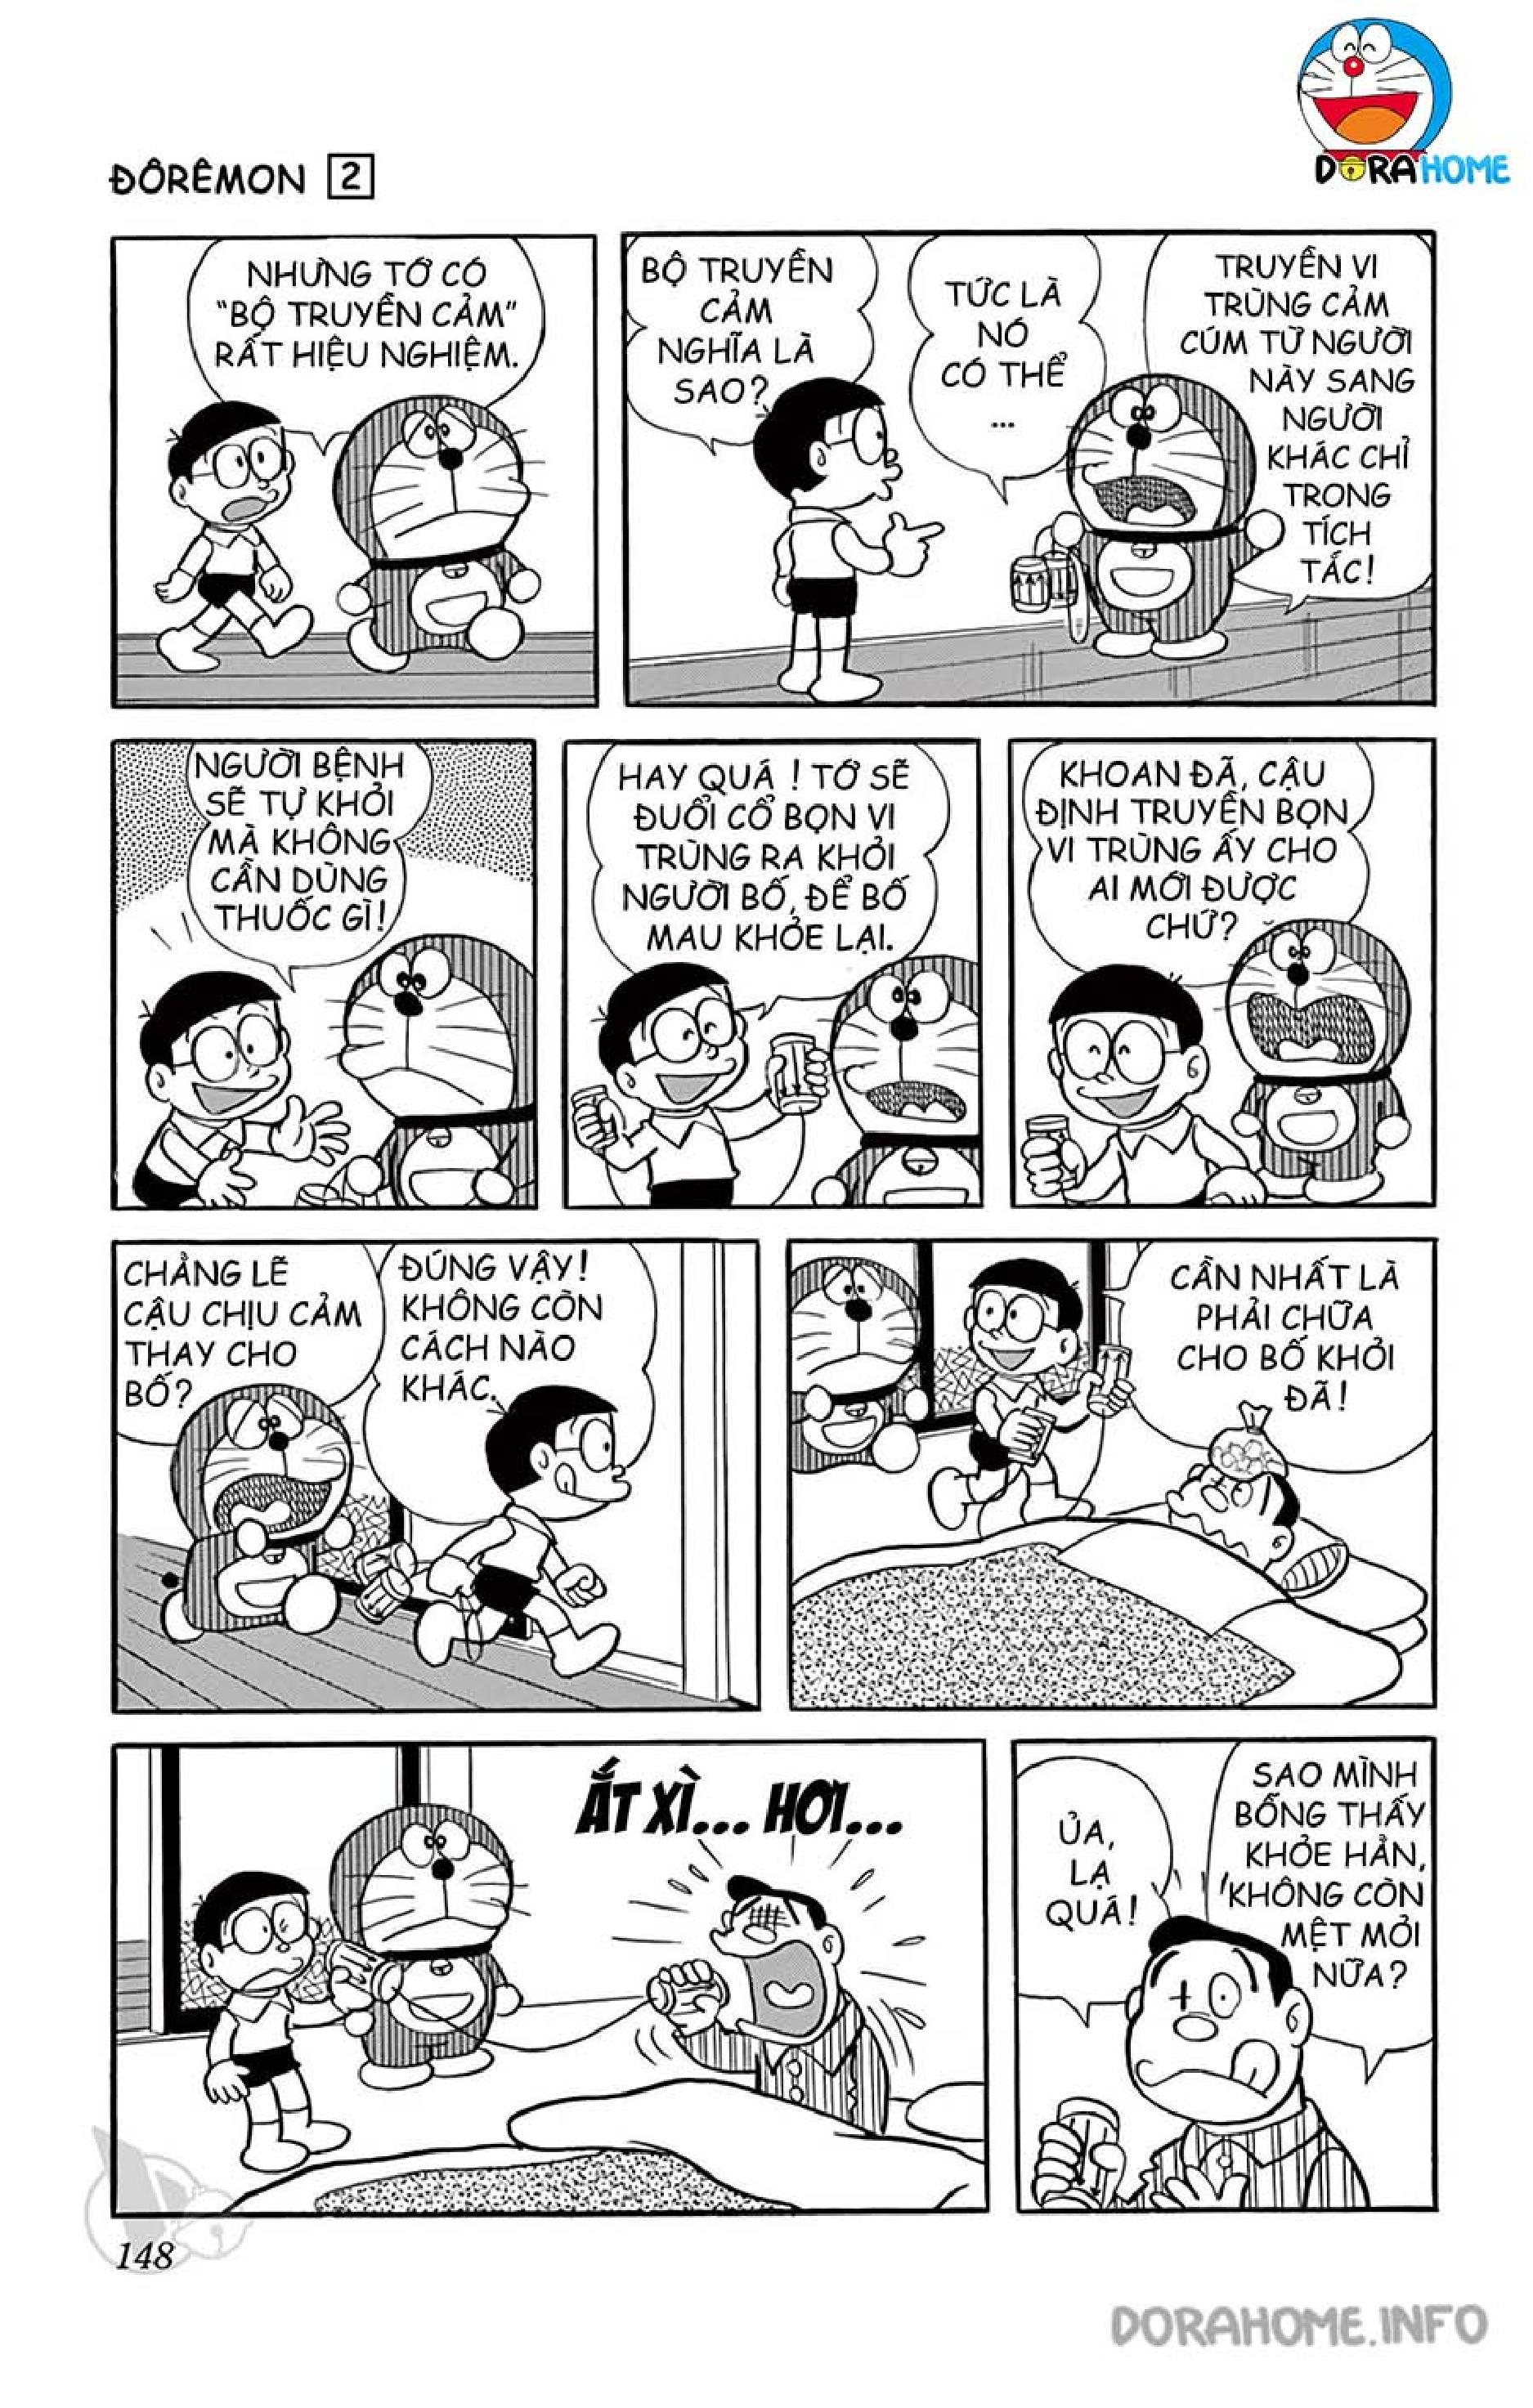 DORAHOME
ĐÔRÊMON 2
NHƯNG TỚ CÓ
“BỘ TRUYỀN CẢM”
RẤT HIỆU NGHIỆM.
BỘ TRUYỀN
CẢM
NGHĨA LÀ
SAO?
TỨC LÀ
NÓ
CÓ THỂ
...
TRUYỀN VI
TRÙNG CẢM
CÚM TỪ NGƯỜI
NÀY SANG
NGƯỜI
KHÁC CHỈ
TRONG
TÍCH
TẮC!
NGƯỜI BỆNH
SẼ TỰ KHỎI
MÀ KHÔNG
CẦN DÙNG
THUỐC GÌ!
HAY QUÁ ! TỚ SẼ
ĐUỔI CỔ BỌN VI
TRÙNG RA KHỎI
NGƯỜI BỐ, ĐỂ BỐ
MAU KHỎE LẠI.
KHOAN ĐÃ, CẬU
ĐỊNH TRUYỀN BỌN
VI TRÙNG ẤY CHO
AI MỚI ĐƯỢC
CHỨ?
CHẲNG LẼ
CẬU CHỊU CẢM
THAY CHO
BỐ?
ĐÚNG VẬY!
KHÔNG CÒN
CÁCH NÀO
KHÁC.
CẦN NHẤT LÀ
PHẢI CHỮA
CHO BỐ KHỎI
ĐÃ!
ẮT XÌ... HƠI...
ỦA,
LẠ
QUÁ!
SAO MÌNH
BỖNG THẤY
KHỎE HẲN,
KHÔNG CÒN
MỆT MỎI
NỮA?
148
DORAHOME.INFO